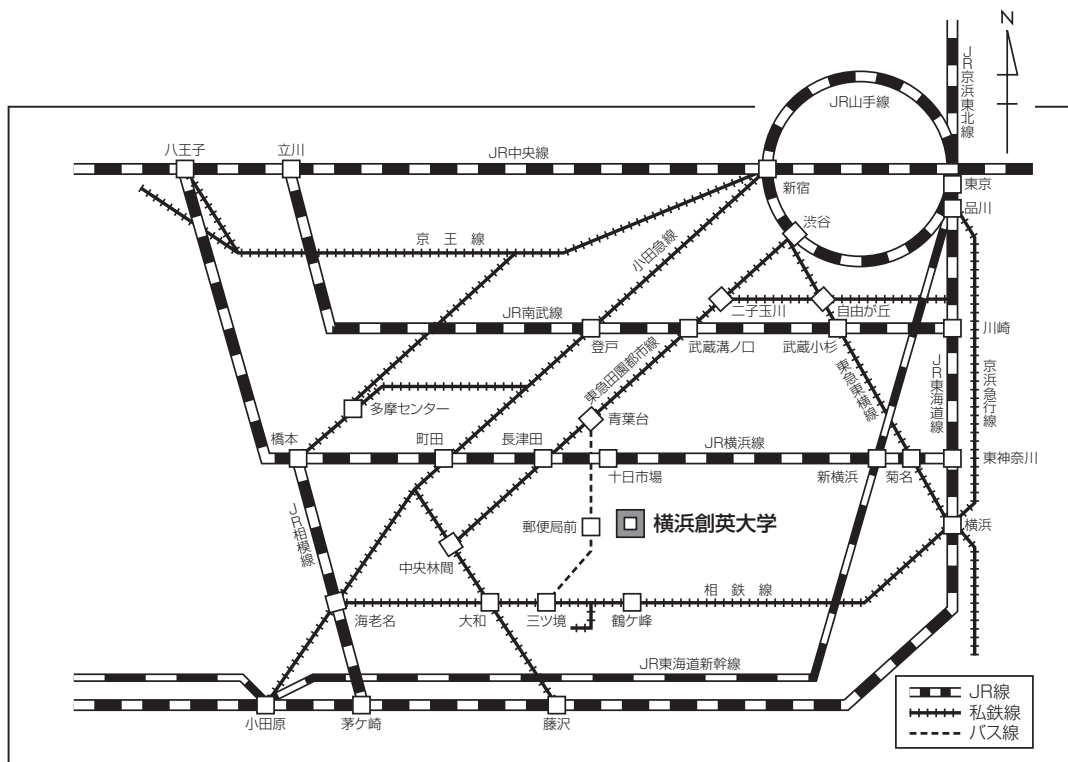 N
JR京浜東北線
JR山手線
八王子
立川
JR中央線
新宿
東京
品川
渋谷
京王線
小田急線
二子玉川
自由が丘
JR南武線
登戸
武蔵溝ノ口
武蔵小杉
川崎
東急田園都市線
東急東横線
JR東海道線
京浜急行線
多摩センター
青葉台
橋本
町田
長津田
JR横浜線
十日市場
新横浜
菊名
東神奈川
JR相模線
郵便局前
横浜創英大学
横浜
中央林間
相鉄線
海老名
大和
三ツ境
鶴ケ峰
JR東海道新幹線
小田原
茅ケ崎
藤沢
JR線
私鉄線
バス線